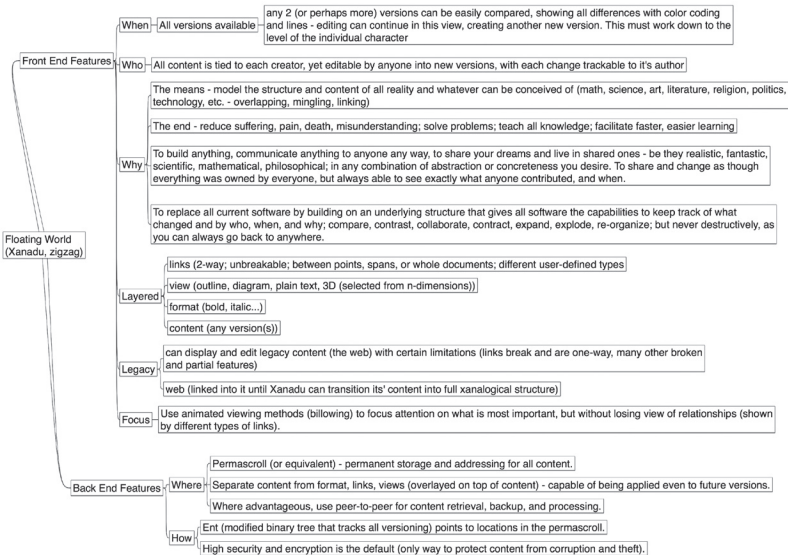 When
All versions available
any 2 (or perhaps more) versions can be easily compared, showing all differences with color coding
and lines - editing can continue in this view, creating another new version. This must work down to the
level of the individual character
Front End Features
Who
All content is tied to each creator, yet editable by anyone into new versions, with each change trackable to it's author
Why
The means - model the structure and content of all reality and whatever can be conceived of (math, science, art, literature, religion, politics,
technology, etc. - overlapping, mingling, linking)
The end - reduce suffering, pain, death, misunderstanding; solve problems; teach all knowledge; facilitate faster, easier learning
To build anything, communicate anything to anyone any way, to share your dreams and live in shared ones - be they realistic, fantastic,
scientific, mathematical, philosophical; in any combination of abstraction or concreteness you desire. To share and change as though
everything was owned by everyone, but always able to see exactly what anyone contributed, and when.
To replace all current software by building on an underlying structure that gives all software the capabilities to keep track of what
changed and by who, when, and why; compare, contrast, collaborate, contract, expand, explode, re-organize; but never destructively, as
you can always go back to anywhere.
Floating World
(Xanadu, zigzag)
Layered
links (2-way; unbreakable; between points, spans, or whole documents; different user-defined types
view (outline, diagram, plain text, 3D (selected from n-dimensions))
format (bold, italic...)
content (any version(s))
Legacy
can display and edit legacy content (the web) with certain limitations (links break and are one-way, many other broken
and partial features)
web (linked into it until Xanadu can transition its' content into full xanalogical structure)
Focus
Use animated viewing methods (billowing) to focus attention on what is most important, but without losing view of relationships (shown
by different types of links).
Back End Features
Where
Permascroll (or equivalent) - permanent storage and addressing for all content.
Separate content from format, links, views (overlayed on top of content) - capable of being applied even to future versions.
Where advantageous, use peer-to-peer for content retrieval, backup, and processing.
How
Ent (modified binary tree that tracks all versioning) points to locations in the permascroll.
High security and encryption is the default (only way to protect content from corruption and theft).